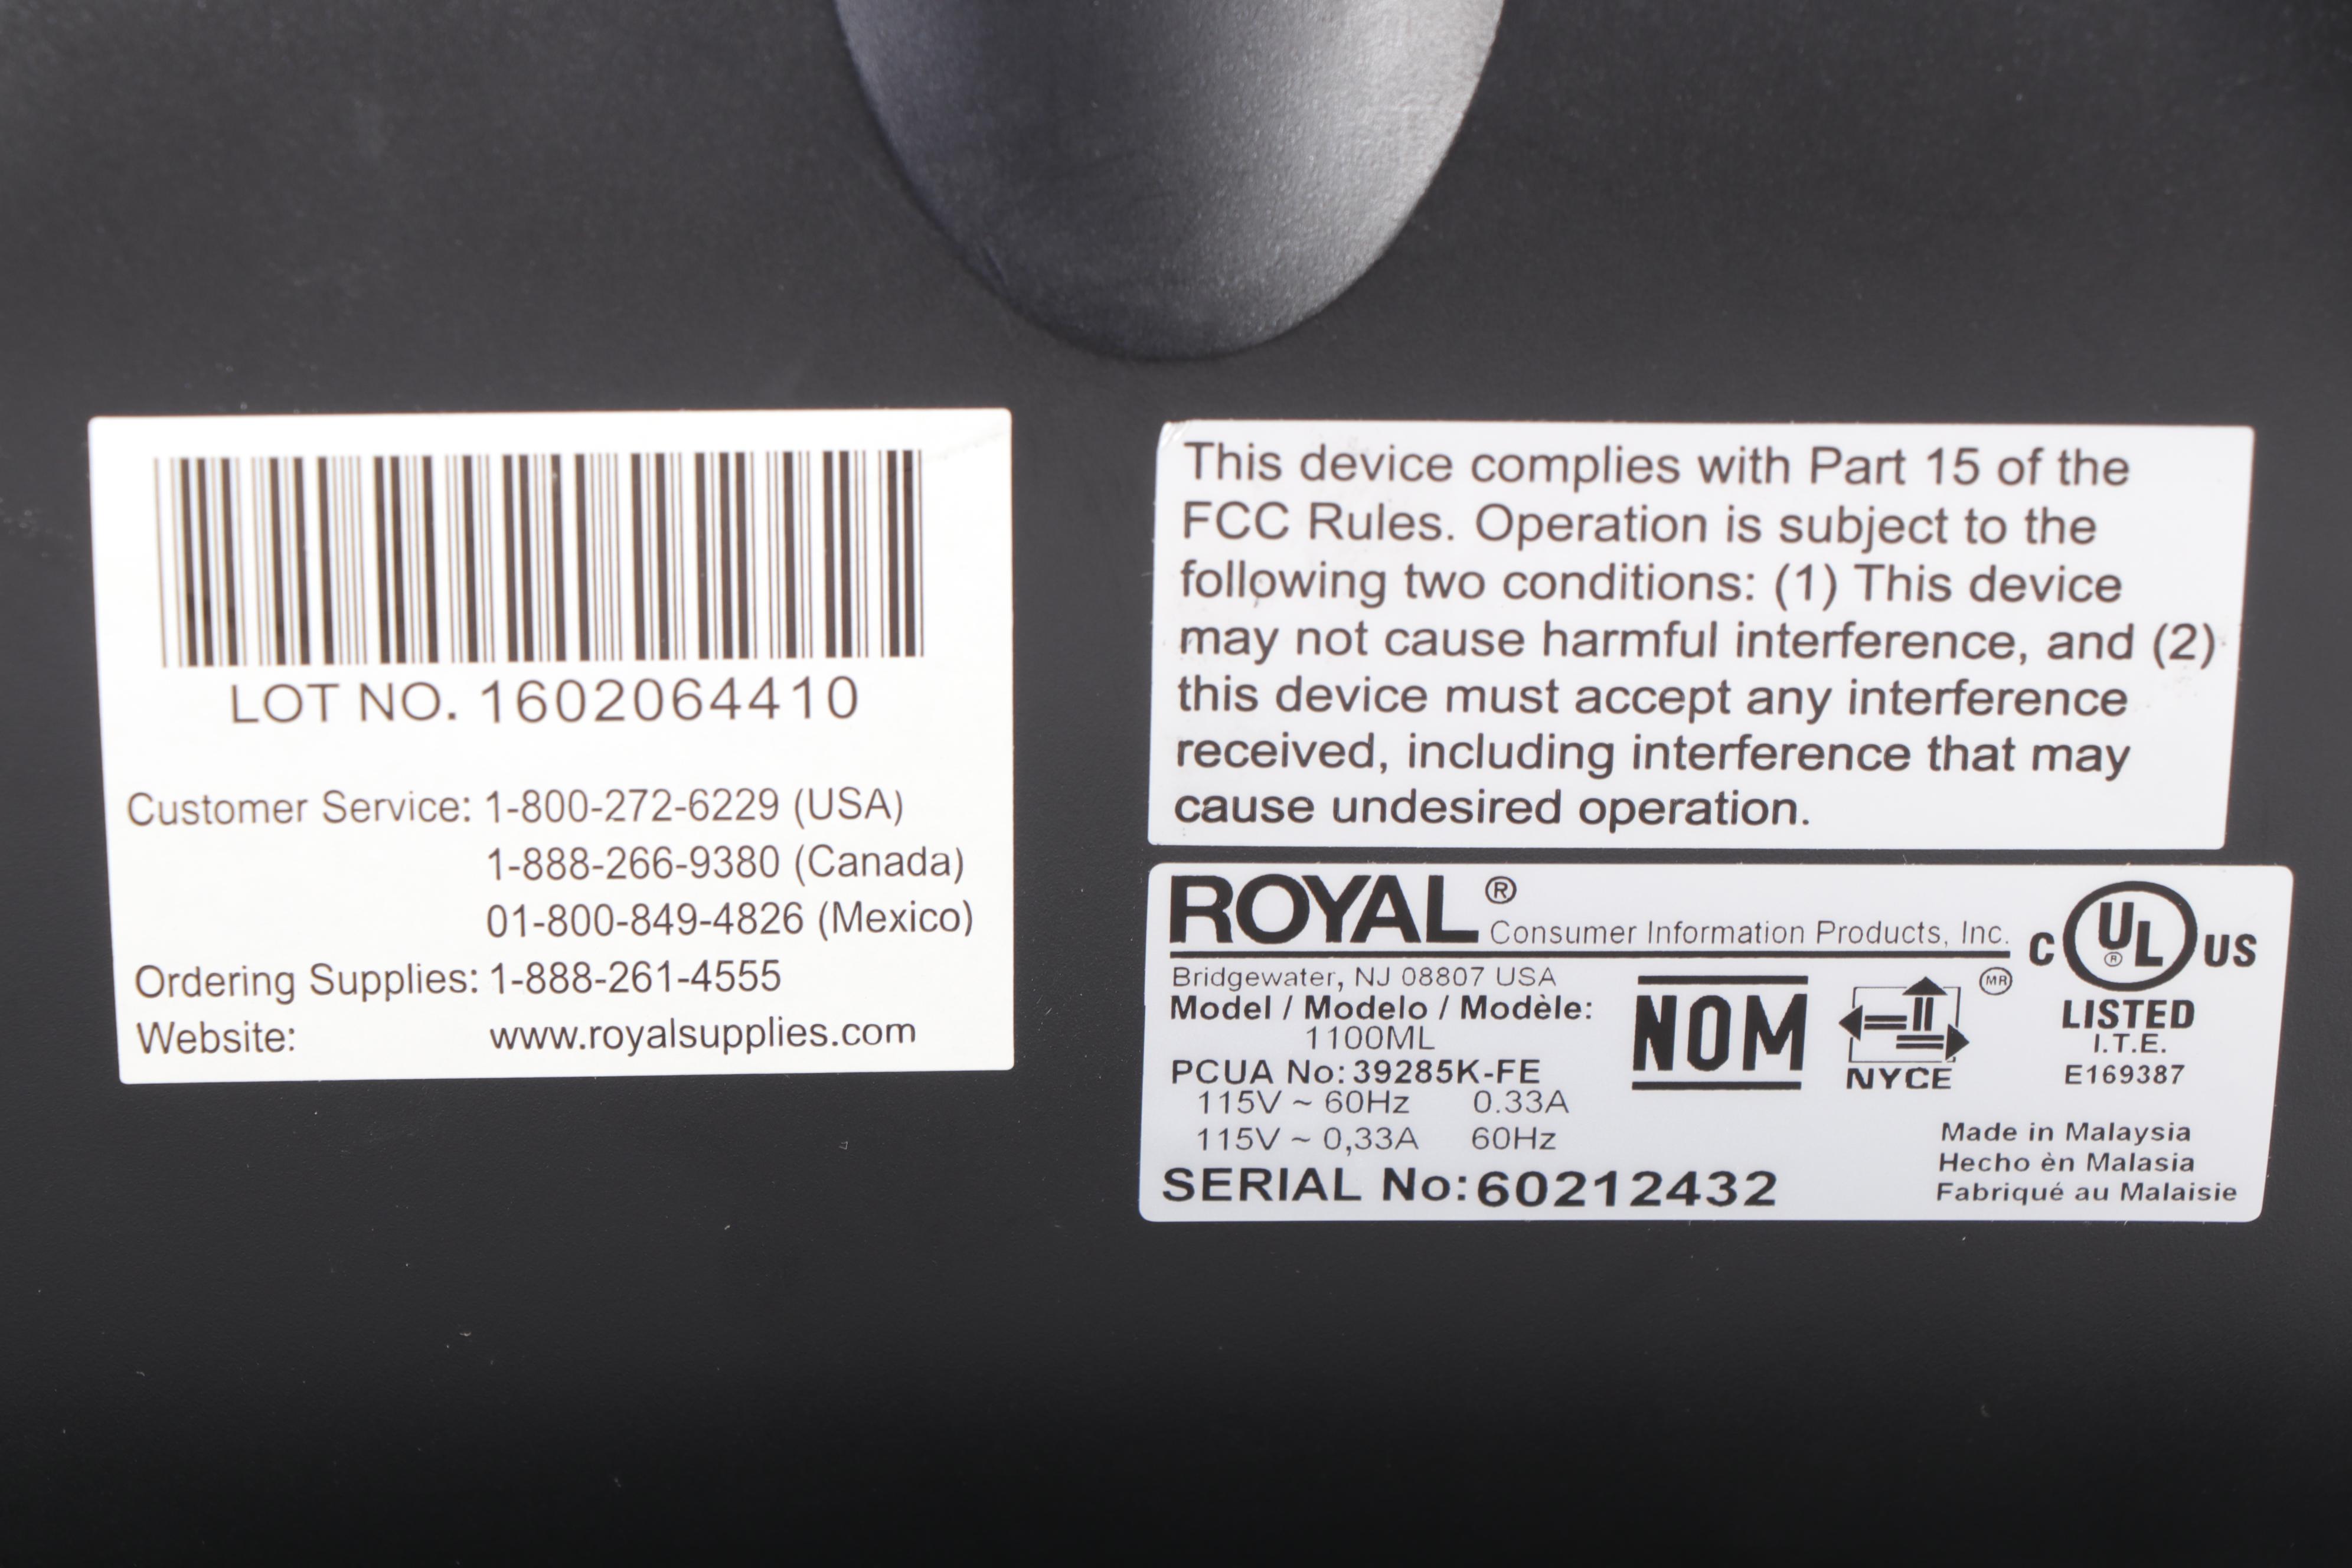 LOT NO. 1602064410
Customer Service: 1-800-272-6229 (USA)
1-888-266-9380 (Canada)
01-800-849-4826 (Mexico)
Ordering Supplies: 1-888-261-4555
Website: www.royalsupplies.com
This device complies with Part 15 of the
FCC Rules. Operation is subject to the
following two conditions: (1) This device
may not cause harmful interference, and (2)
this device must accept any interference
received, including interference that may
cause undesired operation.
ROYAL® Consumer Information Products, Inc.
Bridgewater, NJ 08807 USA
Model / Modelo / Modèle:
1100ML
PCUA No: 39285K-FE
115V ~ 60Hz 0.33A
115V ~ 0,33A 60Hz
SERIAL No: 60212432
NOM
MR
NYCE
C UL® US
LISTED
I.T.E.
E169387
Made in Malaysia
Hecho èn Malasia
Fabriqué au Malaisie